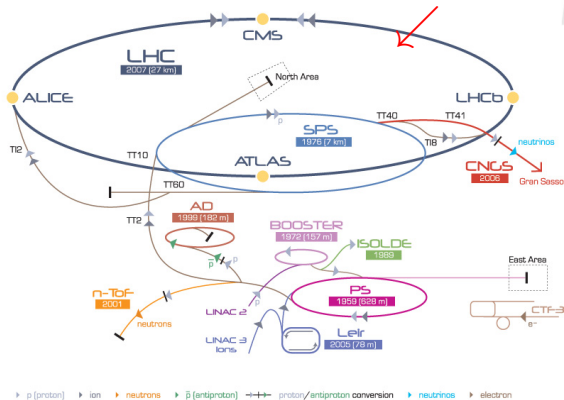 CMS
LHC
2007 (27 km)
North Area
ALICE
LHCb
TT40
TT41
SPS
1976 (7 km)
p
TI2
TT10
TI8
neutrinos
ATLAS
CNGS
2006
Gran Sasso
TT60
AD
1999 (182 m)
TT2
BOOSTER
1972 (157 m)
ISOLDE
1989
East Area
p̅
p
n-ToF
2001
LINAC 2
p
PS
1959 (628 m)
CTF-3
e-
neutrons
LINAC 3
Ions
Leir
2005 (78 m)
p (proton)
ion
neutrons
p̅ (antiproton)
proton/antiproton conversion
neutrinos
electron